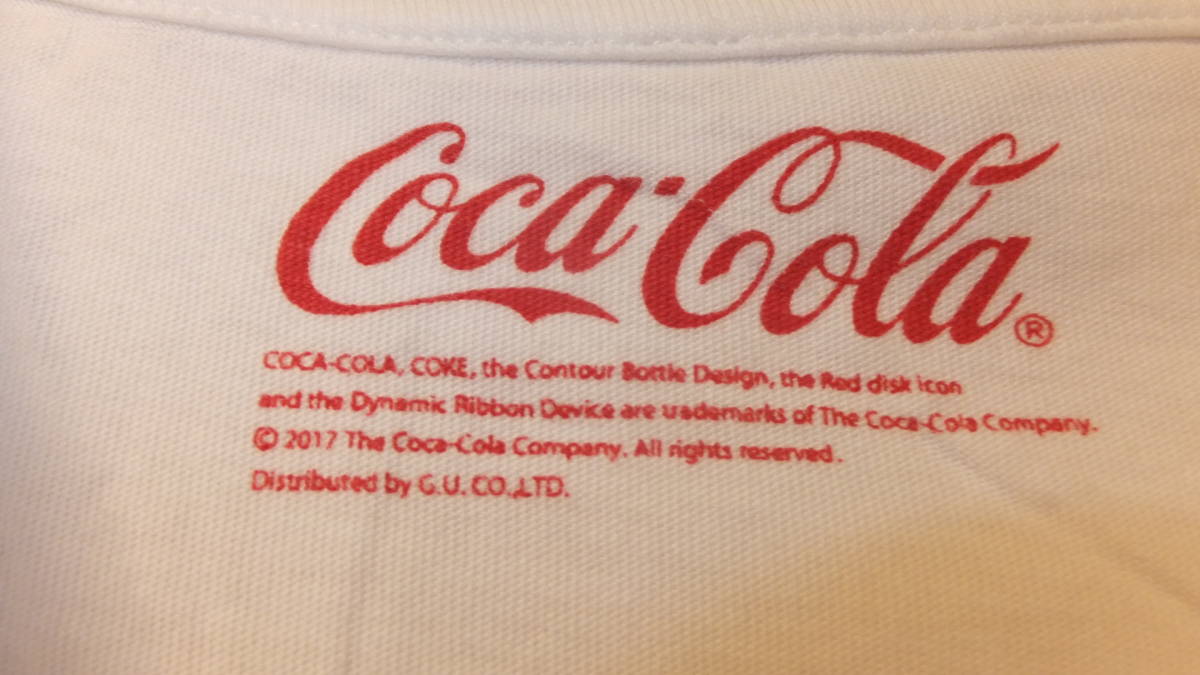 Coca-Cola®
COCA-COLA, COKE, the Contour Bottle Design, the Red disk icon
and the Dynamic Ribbon Device are trademarks of The Coca-Cola Company.
© 2017 The Coca-Cola Company. All rights reserved.
Distributed by G.U. CO.,LTD.